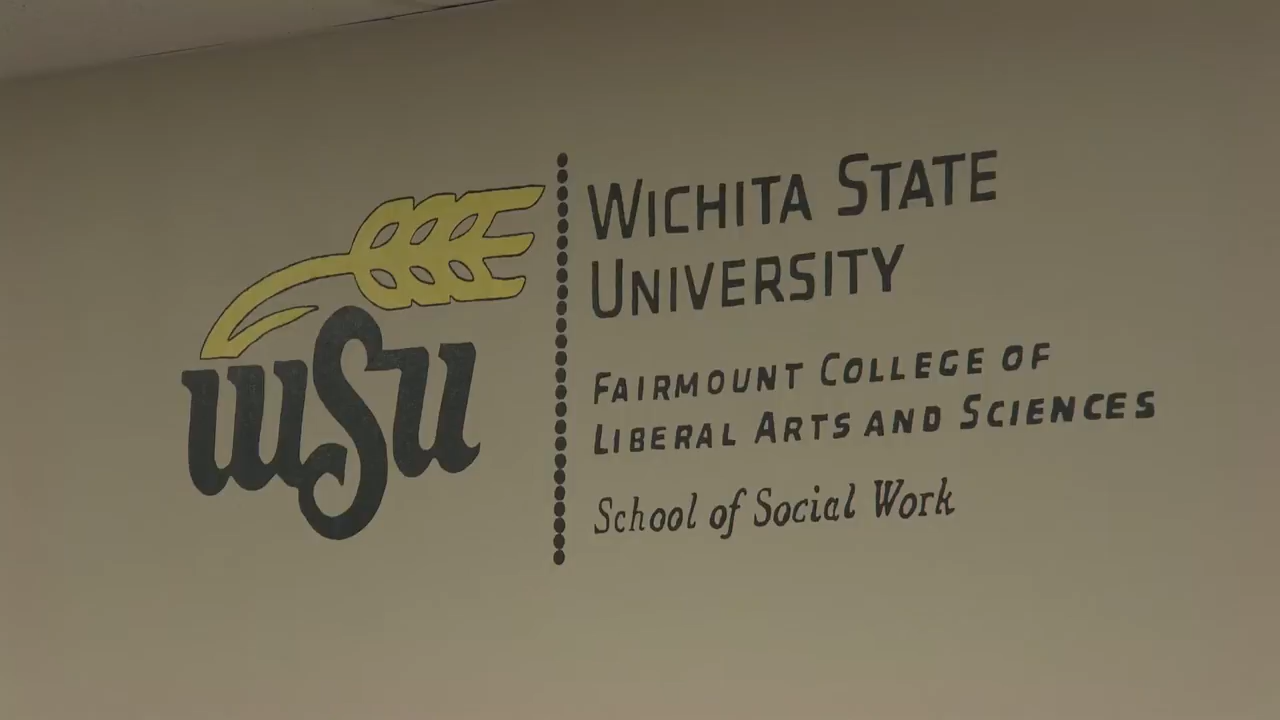 WSU
WICHITA STATE
UNIVERSITY
FAIRMOUNT COLLEGE OF
LIBERAL ARTS AND SCIENCES
School of Social Work